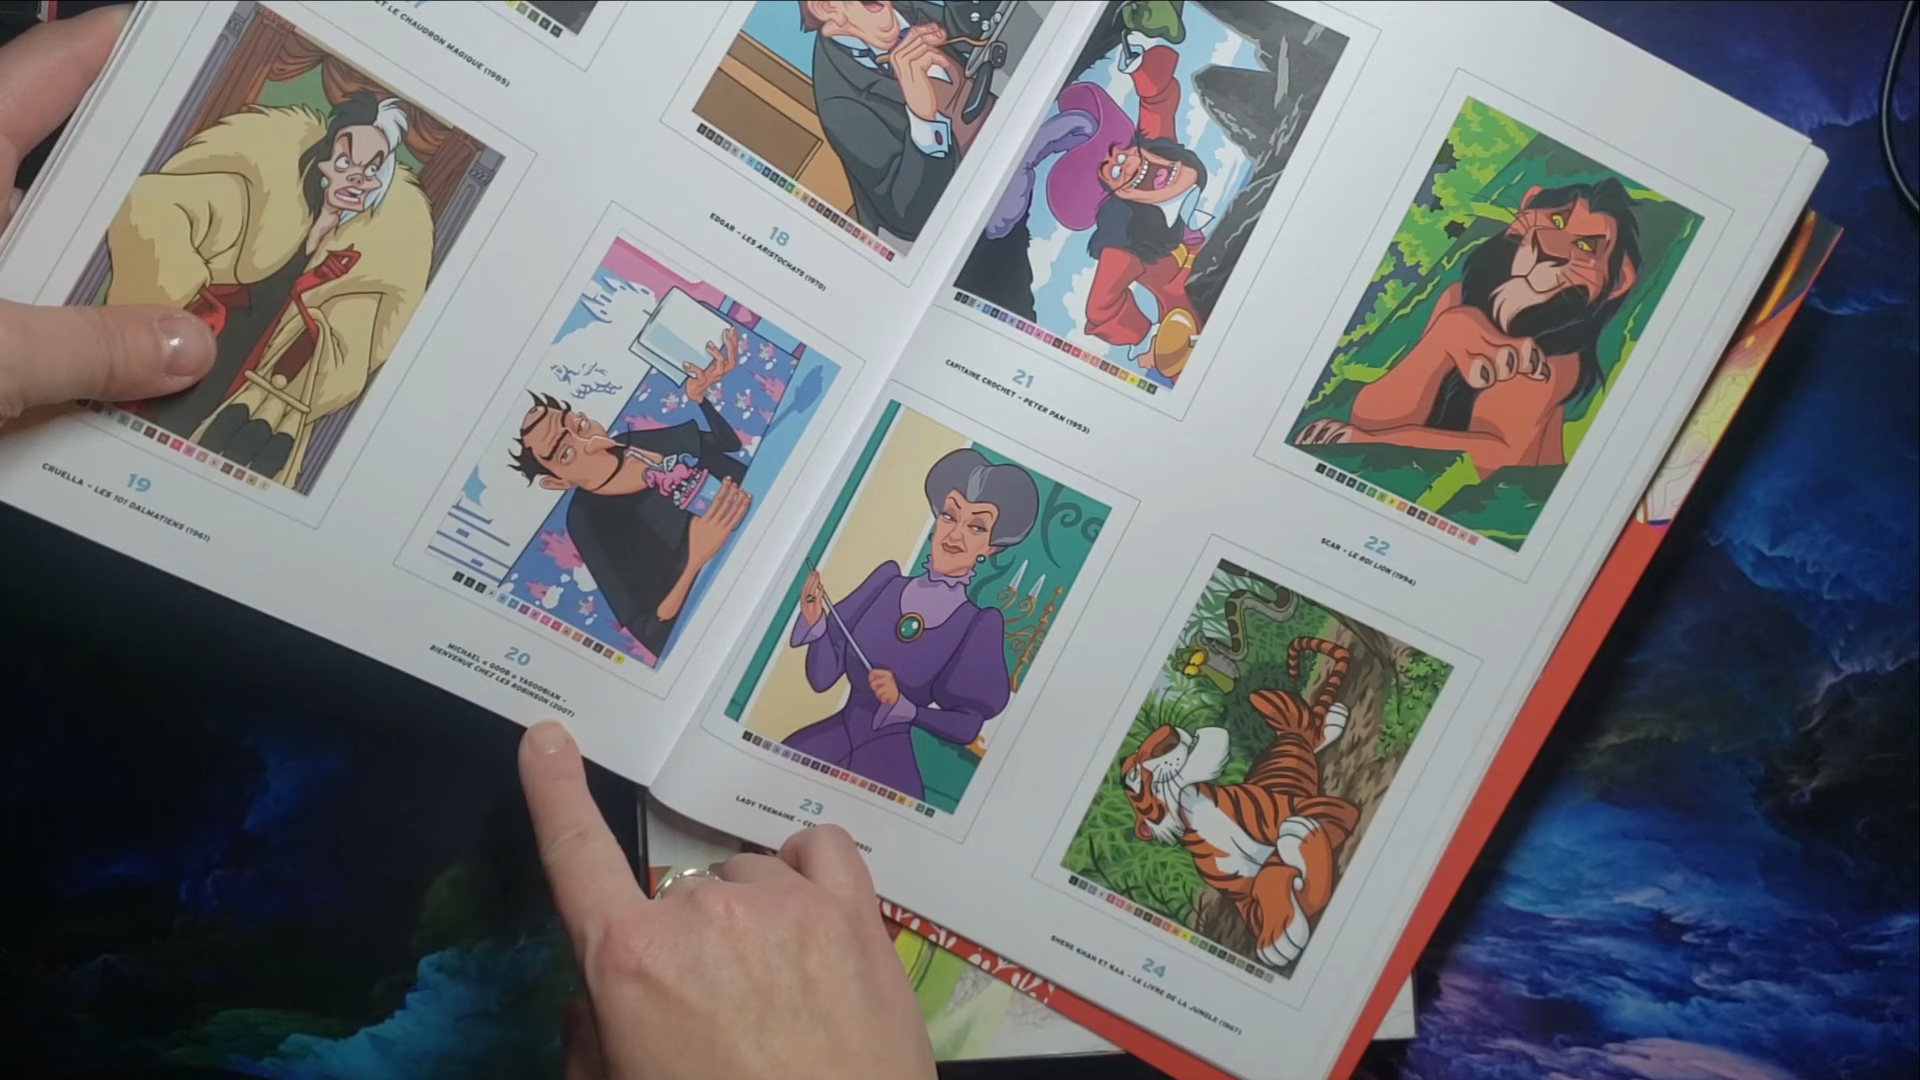 17
ET LE CHAUDRON MAGIQUE (1985)
18
EDGAR – LES ARISTOCHATS (1970)
19
CRUELLA – LES 101 DALMATIENS (1961)
20
MICHAEL « GOOB » YAGOOBIAN –
BIENVENUE CHEZ LES ROBINSON (2007)
21
CAPITAINE CROCHET – PETER PAN (1953)
22
SCAR – LE ROI LION (1994)
23
LADY TREMAINE –
24
SHERE KHAN ET KAA – LE LIVRE DE LA JUNGLE (1967)